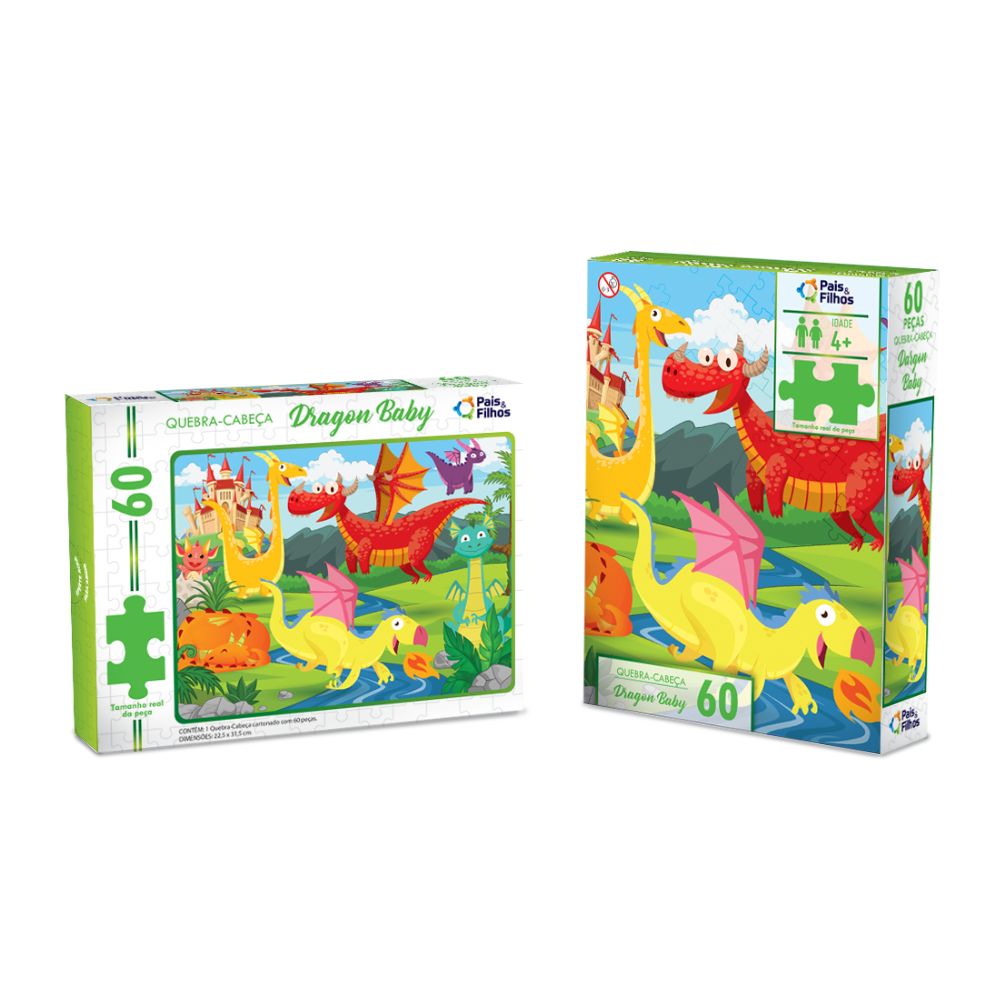 QUEBRA-CABEÇA Dragon Baby
Pais&
Filhos
60
Tamanho real
da peça
CONTÉM: 1 Quebra-Cabeça cartonado com 60 peças.
DIMENSÕES: 22,5 x 31,5 cm
Pais&
Filhos
IDADE
4+
Tamanho real da peça
QUEBRA-CABEÇA
Dragon Baby
60
60
PEÇAS
QUEBRA-CABEÇA
Dargon
Baby
Pais&
Filhos